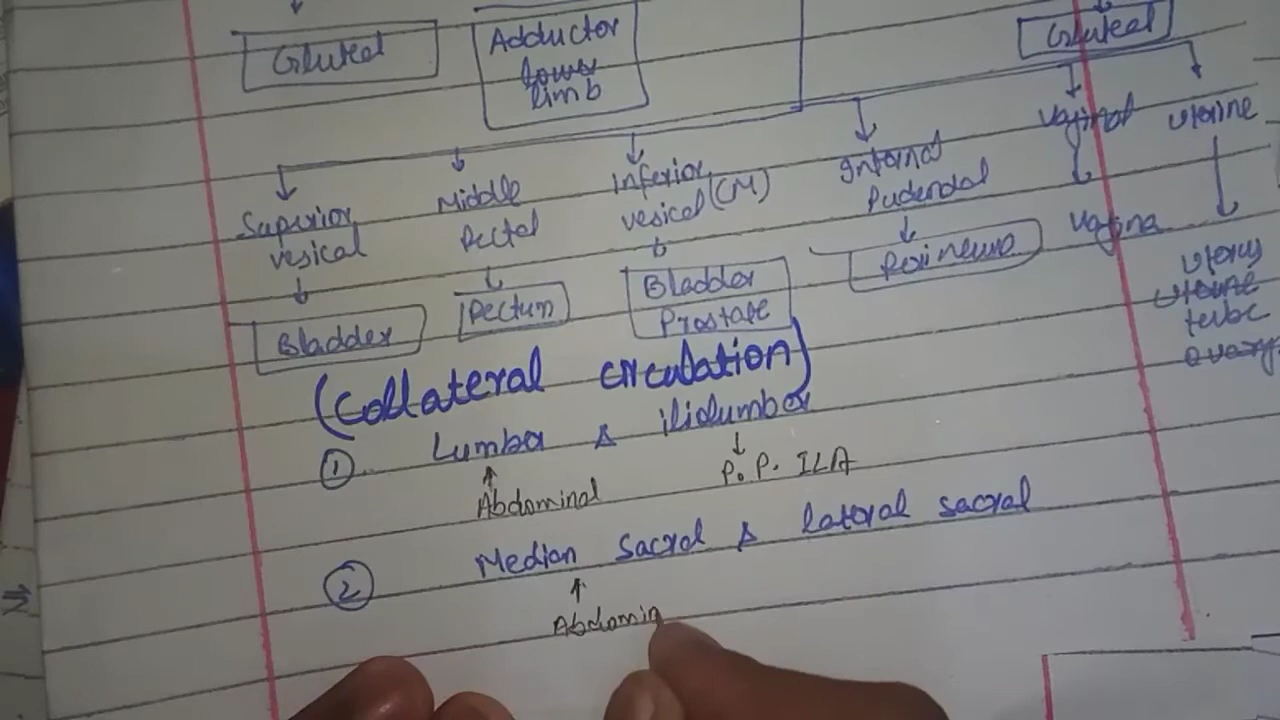 Gluteal
Adductor
lower
limb
Gluteal
Superior
vesical
Middle
Rectal
Inferior
vesical (M)
Internal
Pudendal
Vaginal
Uterine
Bladder
Rectum
Bladder
Prostate
Perineum
Vagina
Uterus
Uterine
tube
ovary
(Collateral circulation)
① Lumbar & iliolumbar
Abdominal
P. P. ILA
② Median sacral & lateral sacral
Abdomin